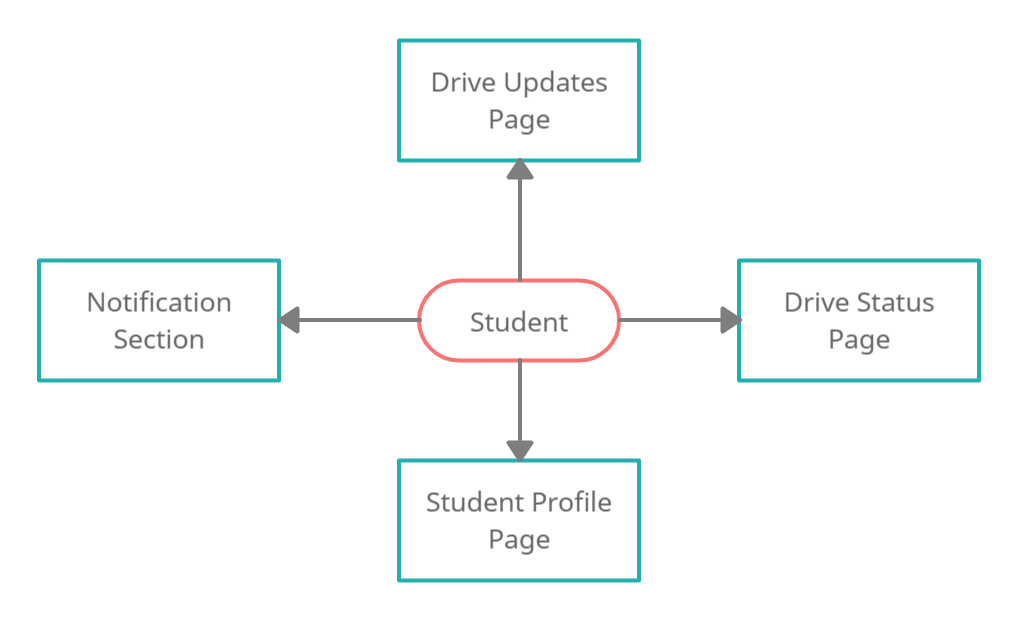 Drive Updates
Page
Notification
Section
Student
Drive Status
Page
Student Profile
Page